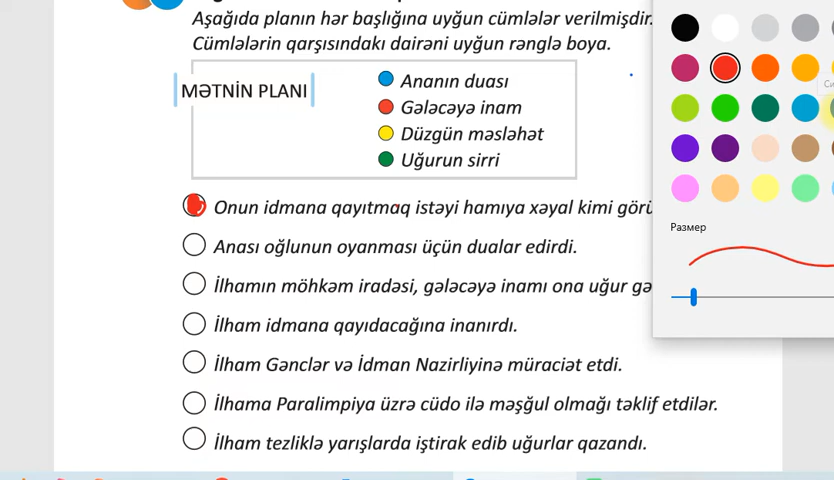 Aşağıda planın hər başlığına uyğun cümlələr verilmişdir.
Cümlələrin qarşısındakı dairəni uyğun rənglə boya.
MƏTNİN PLANI
Ananın duası
Gələcəyə inam
Düzgün məsləhət
Uğurun sirri
Onun idmana qayıtmaq istəyi hamıya xəyal kimi görü
Anası oğlunun oyanması üçün dualar edirdi.
İlhamın möhkəm iradəsi, gələcəyə inamı ona uğur gə
İlham idmana qayıdacağına inanırdı.
İlham Gənclər və İdman Nazirliyinə müraciət etdi.
İlhama Paralimpiya üzrə cüdo ilə məşğul olmağı təklif etdilər.
İlham tezliklə yarışlarda iştirak edib uğurlar qazandı.
Размер